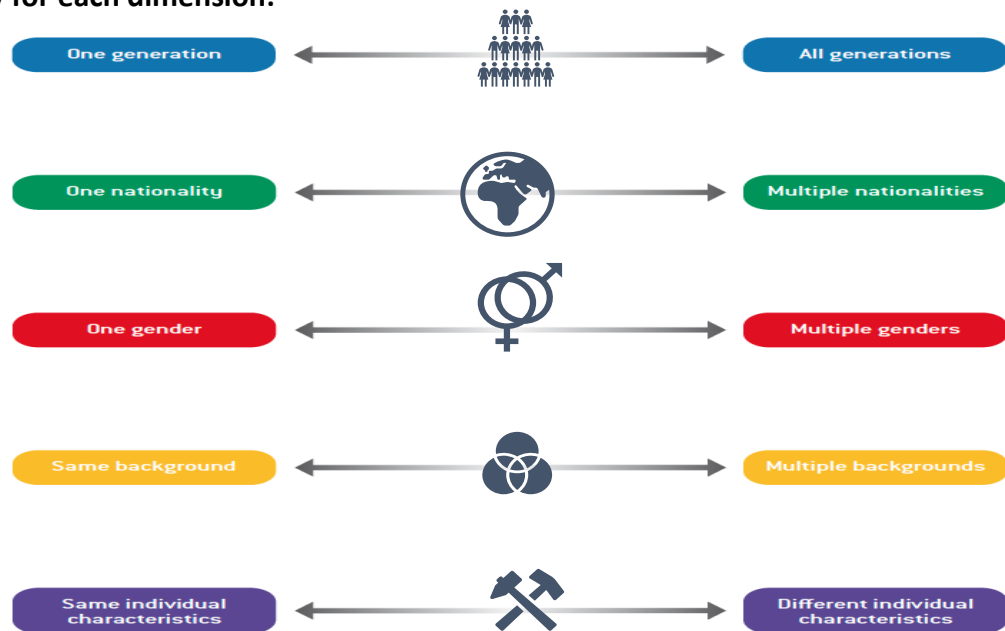 for each dimension:
One generation
All generations
One nationality
Multiple nationalities
One gender
Multiple genders
Same background
Multiple backgrounds
Same individual
characteristics
Different individual
characteristics